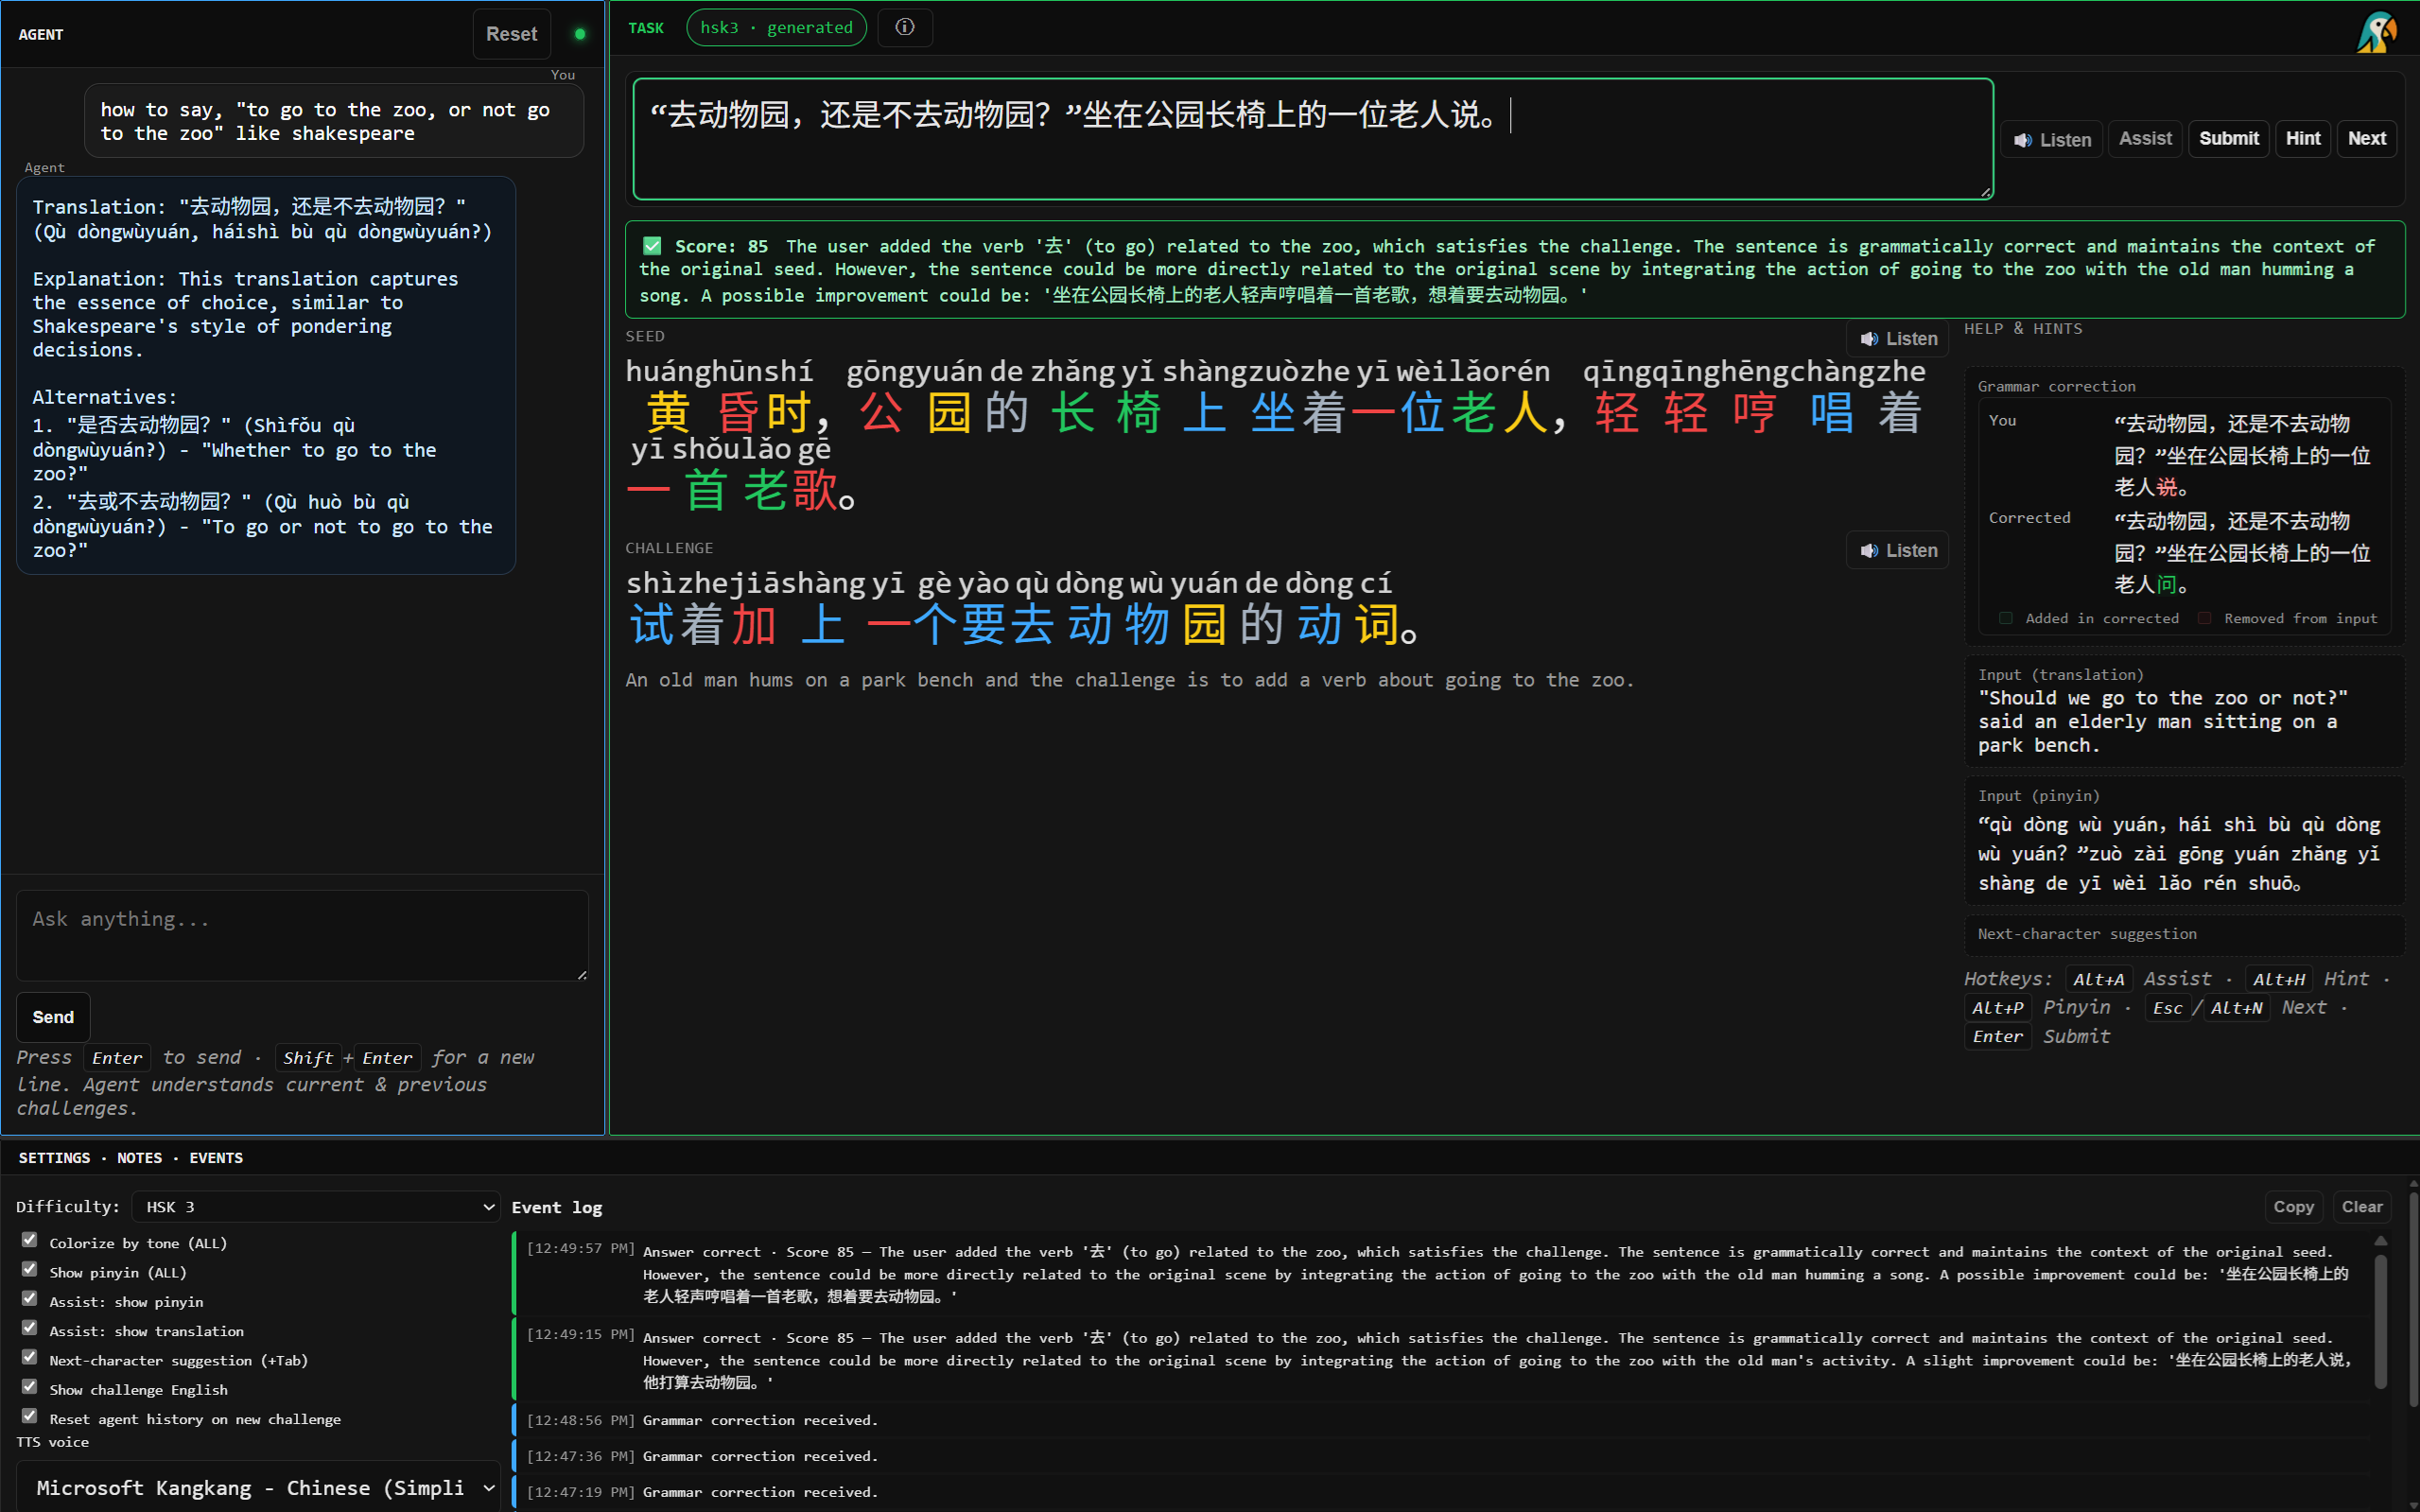 AGENT
Reset
You
how to say, "to go to the zoo, or not go
to the zoo" like shakespeare
Agent
Translation: "去动物园，还是不去动物园？"
(Qù dòngwùyuán, háishì bù qù dòngwùyuán?)
Explanation: This translation captures
the essence of choice, similar to
Shakespeare's style of pondering
decisions.
Alternatives:
1. "是否去动物园？" (Shìfǒu qù
dòngwùyuán?) - "Whether to go to the
zoo?"
2. "去或不去动物园？" (Qù huò bù qù
dòngwùyuán?) - "To go or not to go to the
zoo?"
Ask anything...
Send
Press Enter to send · Shift+Enter for a new
line. Agent understands current & previous
challenges.
TASK
hsk3 · generated
“去动物园，还是不去动物园？”坐在公园长椅上的一位老人说。
Listen
Assist
Submit
Hint
Next
Score: 85 The user added the verb '去' (to go) related to the zoo, which satisfies the challenge. The sentence is grammatically correct and maintains the context of
the original seed. However, the sentence could be more directly related to the original scene by integrating the action of going to the zoo with the old man humming a
song. A possible improvement could be: '坐在公园长椅上的老人轻声哼唱着一首老歌，想着要去动物园。'
SEED
Listen
huánghūnshí gōngyuán de zhǎng yǐ shàngzuòzhe yī wèilǎorén qīngqīnghēngchàngzhe
黄昏时，公园的长椅上坐着一位老人，轻轻哼唱着
yī shǒulǎo gē
一首老歌。
CHALLENGE
Listen
shìzhejiāshàng yī gè yào qù dòng wù yuán de dòng cí
试着加上一个要去动物园的动词。
An old man hums on a park bench and the challenge is to add a verb about going to the zoo.
HELP & HINTS
Grammar correction
You
“去动物园，还是不去动物
园？”坐在公园长椅上的一位
老人说。
Corrected
“去动物园，还是不去动物
园？”坐在公园长椅上的一位
老人问。
Added in corrected
Removed from input
Input (translation)
"Should we go to the zoo or not?"
said an elderly man sitting on a
park bench.
Input (pinyin)
“qù dòng wù yuán，hái shì bù qù dòng
wù yuán？”zuò zài gōng yuán zhǎng yǐ
shàng de yī wèi lǎo rén shuō。
Next-character suggestion
Hotkeys: Alt+A Assist · Alt+H Hint ·
Alt+P Pinyin · Esc/Alt+N Next ·
Enter Submit
SETTINGS · NOTES · EVENTS
Difficulty: HSK 3
Colorize by tone (ALL)
Show pinyin (ALL)
Assist: show pinyin
Assist: show translation
Next-character suggestion (+Tab)
Show challenge English
Reset agent history on new challenge
TTS voice
Microsoft Kangkang - Chinese (Simpli
Event log
Copy
Clear
[12:49:57 PM] Answer correct · Score 85 — The user added the verb '去' (to go) related to the zoo, which satisfies the challenge. The sentence is grammatically correct and maintains the context of the original seed.
However, the sentence could be more directly related to the original scene by integrating the action of going to the zoo with the old man humming a song. A possible improvement could be: '坐在公园长椅上的
老人轻声哼唱着一首老歌，想着要去动物园。'
[12:49:15 PM] Answer correct · Score 85 — The user added the verb '去' (to go) related to the zoo, which satisfies the challenge. The sentence is grammatically correct and maintains the context of the original seed.
However, the sentence could be more directly related to the original scene by integrating the action of going to the zoo with the old man's activity. A slight improvement could be: '坐在公园长椅上的老人说，
他打算去动物园。'
[12:48:56 PM] Grammar correction received.
[12:47:36 PM] Grammar correction received.
[12:47:19 PM] Grammar correction received.